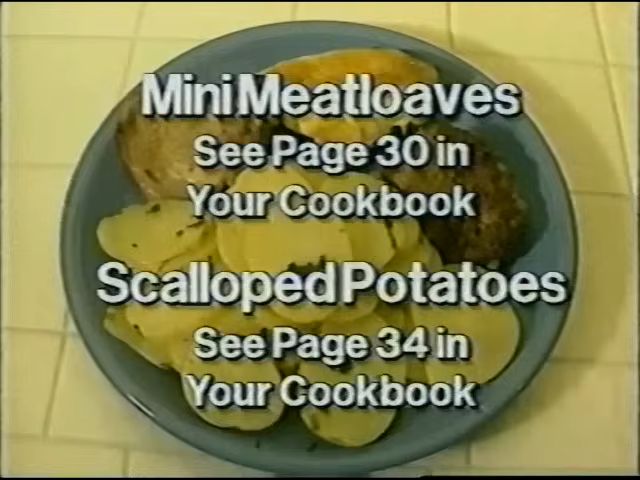 Mini Meatloaves
See Page 30 in
Your Cookbook
Scalloped Potatoes
See Page 34 in
Your Cookbook